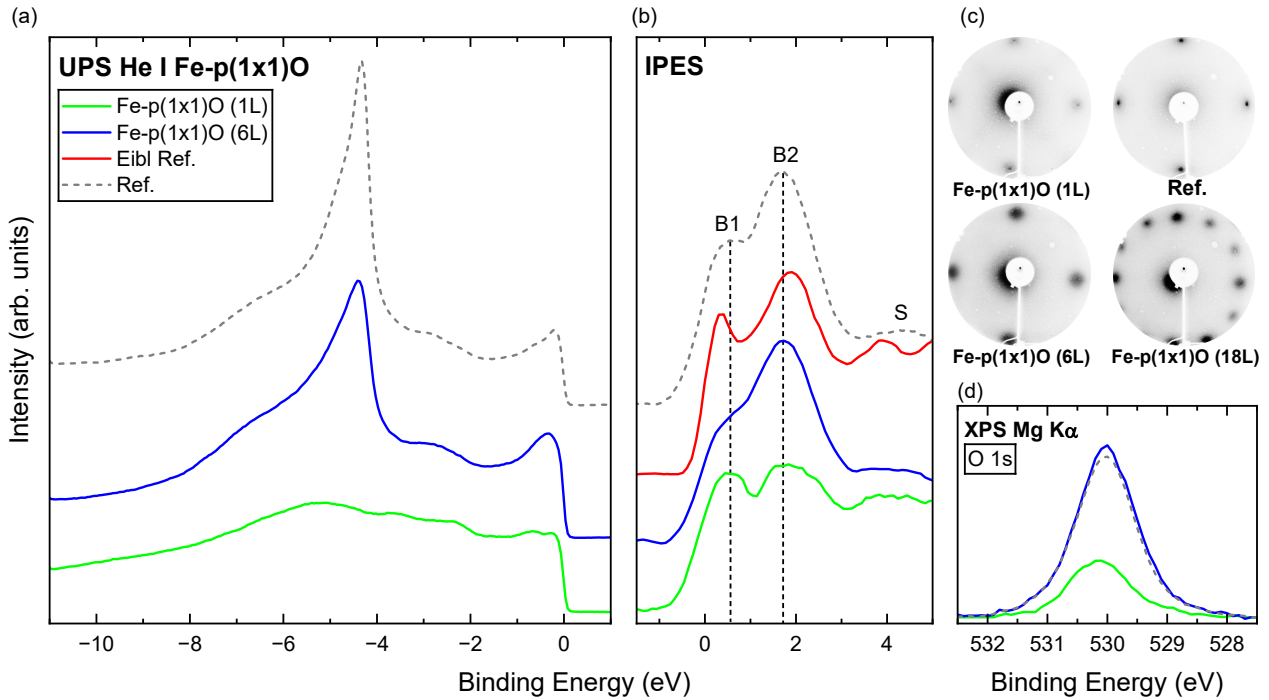 (a)
(b)
(c)
UPS He I Fe-p(1x1)O
Fe-p(1x1)O (1L)
Fe-p(1x1)O (6L)
Eibl Ref.
Ref.
Intensity (arb. units)
−10
−8
−6
−4
−2
0
Binding Energy (eV)
IPES
B1
B2
S
0
2
4
Binding Energy (eV)
Fe-p(1x1)O (1L)
Ref.
Fe-p(1x1)O (6L)
Fe-p(1x1)O (18L)
(d)
XPS Mg Kα
O 1s
532
531
530
529
528
Binding Energy (eV)